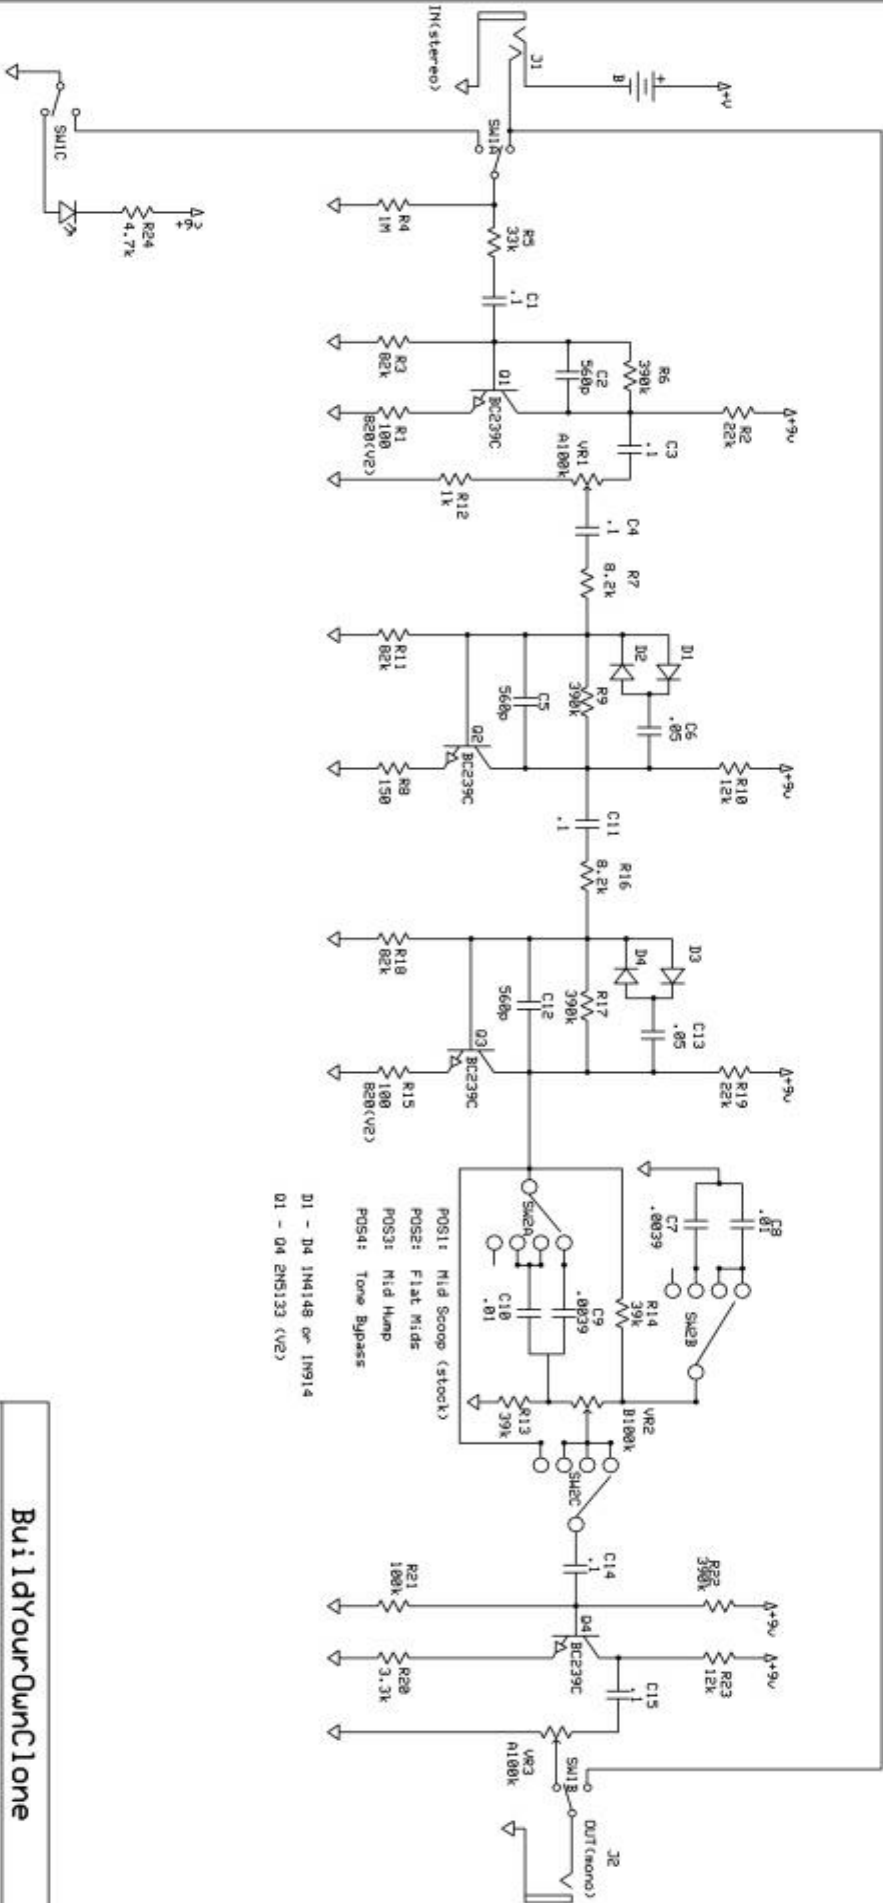 IN(stereo)
J1
B
+
+V
SW1A
SW1C
R24
4.7k
+9v
R4
1M
R5
33k
C1
.1
R3
82k
Q1
BC239C
C2
560p
R6
390k
R1
100
820(V2)
R2
22k
+9v
C3
.1
VR1
A100k
R12
1k
C4
.1
R7
8.2k
R11
82k
D1
D2
R9
390k
C5
560p
C6
.05
Q2
BC239C
R8
150
R10
12k
+9v
C11
.1
R16
8.2k
R18
82k
D3
D4
R17
390k
C12
560p
C13
.05
Q3
BC239C
R15
100
820(V2)
R19
22k
+9v
C8
.01
C7
.0039
SW2B
SW2A
C9
.0039
C10
.01
R14
39k
R13
39k
VR2
B100k
SW2C
POS1: Mid Scoop (stock)
POS2: Flat Mids
POS3: Mid Hump
POS4: Tone Bypass
D1 - D4 1N4148 or 1N914
Q1 - Q4 2N5133 (V2)
C14
.1
R22
390k
+9v
R21
100k
Q4
BC239C
R23
12k
+9v
R20
3.3k
C15
.1
VR3
A100k
SW1B
J2
OUT(mono)
BuildYourOwnClone